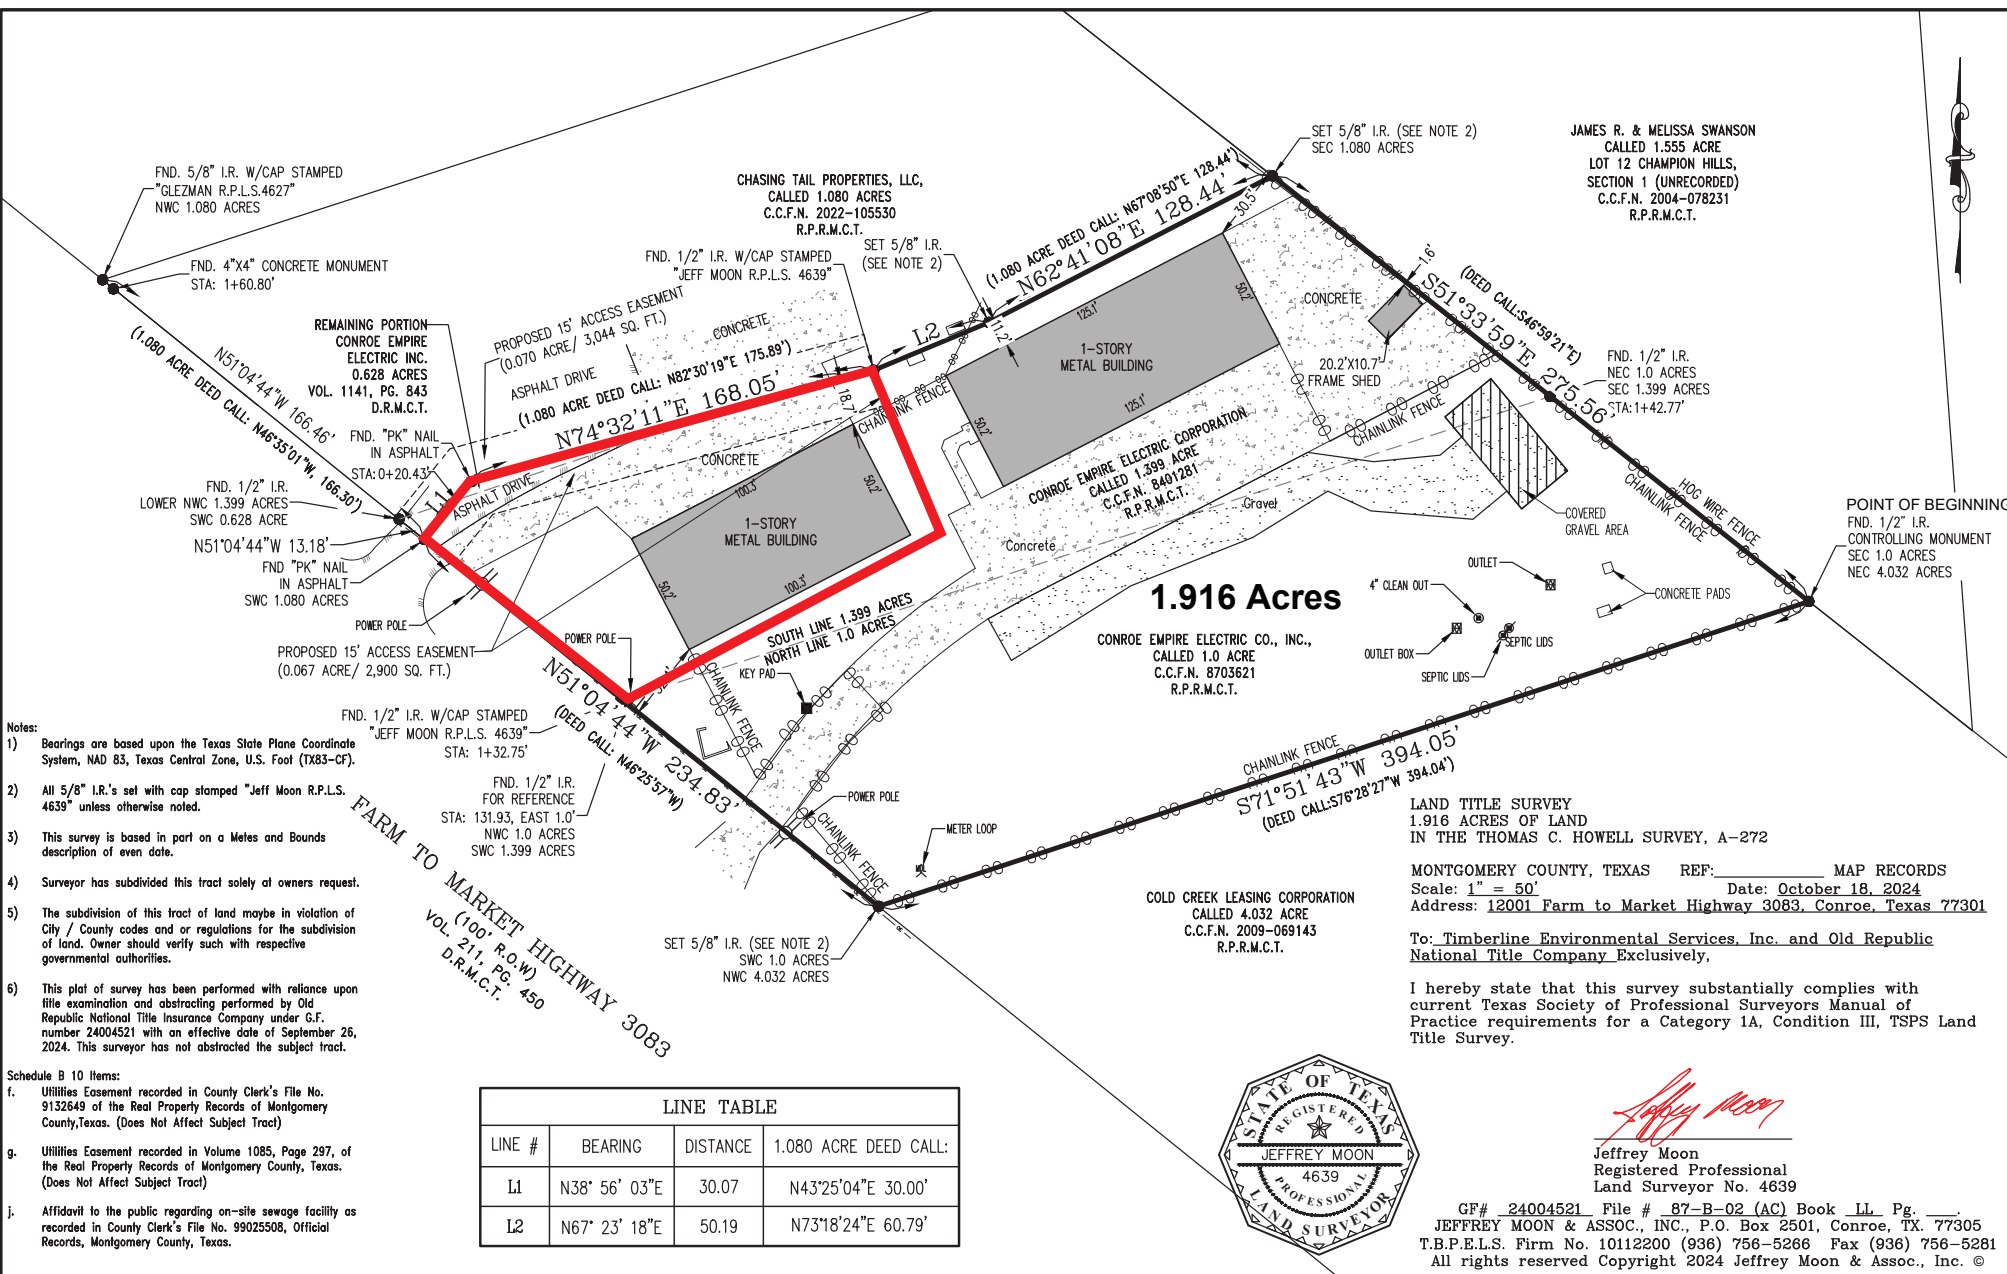 FND. 5/8" I.R. W/CAP STAMPED
"GLEZMAN R.P.L.S.4627"
NWC 1.080 ACRES
FND. 4"X4" CONCRETE MONUMENT
STA: 1+60.80'
REMAINING PORTION
CONROE EMPIRE
ELECTRIC INC.
0.628 ACRES
VOL. 1141, PG. 843
D.R.M.C.T.
N51°04'44"W 166.46'
(1.080 ACRE DEED CALL: N46°35'01"W, 166.30')
CHASING TAIL PROPERTIES, LLC,
CALLED 1.080 ACRES
C.C.F.N. 2022-105530
R.P.R.M.C.T.
FND. 1/2" I.R. W/CAP STAMPED
"JEFF MOON R.P.L.S. 4639"
SET 5/8" I.R.
(SEE NOTE 2)
(1.080 ACRE DEED CALL: N67°08'50"E 128.44')
N62°41'08"E 128.44'
SET 5/8" I.R. (SEE NOTE 2)
SEC 1.080 ACRES
JAMES R. & MELISSA SWANSON
CALLED 1.555 ACRE
LOT 12 CHAMPION HILLS,
SECTION 1 (UNRECORDED)
C.C.F.N. 2004-078231
R.P.R.M.C.T.
PROPOSED 15' ACCESS EASEMENT
(0.070 ACRE/ 3,044 SQ. FT.)
CONCRETE
ASPHALT DRIVE
(1.080 ACRE DEED CALL: N82°30'19"E 175.89')
N74°32'11"E 168.05'
L2
11.2'
30.5'
18.7'
CHAINLINK FENCE
1-STORY
METAL BUILDING
125.1'
50.2'
125.1'
50.2'
CONCRETE
1.6'
20.2'X10.7'
FRAME SHED
S51°33'59"E 275.56'
(DEED CALL:S46°59'21"E)
FND. 1/2" I.R.
NEC 1.0 ACRES
SEC 1.399 ACRES
STA:1+42.77'
CHAINLINK FENCE
HOG WIRE FENCE
CHAINLINK FENCE
COVERED
GRAVEL AREA
POINT OF BEGINNING
FND. 1/2" I.R.
CONTROLLING MONUMENT
SEC 1.0 ACRES
NEC 4.032 ACRES
FND. "PK" NAIL
IN ASPHALT
STA:0+20.43'
FND. 1/2" I.R.
LOWER NWC 1.399 ACRES
SWC 0.628 ACRE
N51°04'44"W 13.18'
FND "PK" NAIL
IN ASPHALT
SWC 1.080 ACRES
L1
ASPHALT DRIVE
CONCRETE
1-STORY
METAL BUILDING
100.3'
50.2'
100.3'
50.2'
CONROE EMPIRE ELECTRIC CORPORATION
CALLED 1.399 ACRE
C.C.F.N. 8401281
R.P.R.M.C.T.
Gravel
Concrete
POWER POLE
PROPOSED 15' ACCESS EASEMENT
(0.067 ACRE/ 2,900 SQ. FT.)
POWER POLE
SOUTH LINE 1.399 ACRES
NORTH LINE 1.0 ACRES
KEY PAD
CHAINLINK FENCE
1.916 Acres
CONROE EMPIRE ELECTRIC CO., INC.,
CALLED 1.0 ACRE
C.C.F.N. 8703621
R.P.R.M.C.T.
OUTLET
4" CLEAN OUT
CONCRETE PADS
OUTLET BOX
SEPTIC LIDS
SEPTIC LIDS
FND. 1/2" I.R. W/CAP STAMPED
"JEFF MOON R.P.L.S. 4639"
STA: 1+32.75'
FND. 1/2" I.R.
FOR REFERENCE
STA: 131.93, EAST 1.0'
NWC 1.0 ACRES
SWC 1.399 ACRES
N51°04'44"W 234.83'
(DEED CALL: N46°25'57"W)
POWER POLE
CHAINLINK FENCE
METER LOOP
CHAINLINK FENCE
S71°51'43"W 394.05'
(DEED CALL:S76°28'27"W 394.04')
FARM TO MARKET HIGHWAY 3083
(100' R.O.W)
VOL. 211, PG. 450
D.R.M.C.T.
SET 5/8" I.R. (SEE NOTE 2)
SWC 1.0 ACRES
NWC 4.032 ACRES
COLD CREEK LEASING CORPORATION
CALLED 4.032 ACRE
C.C.F.N. 2009-069143
R.P.R.M.C.T.
Notes:
1) Bearings are based upon the Texas State Plane Coordinate
System, NAD 83, Texas Central Zone, U.S. Foot (TX83-CF).
2) All 5/8" I.R.'s set with cap stamped "Jeff Moon R.P.L.S.
4639" unless otherwise noted.
3) This survey is based in part on a Metes and Bounds
description of even date.
4) Surveyor has subdivided this tract solely at owners request.
5) The subdivision of this tract of land maybe in violation of
City / County codes and or regulations for the subdivision
of land. Owner should verify such with respective
governmental authorities.
6) This plat of survey has been performed with reliance upon
title examination and abstracting performed by Old
Republic National Title Insurance Company under G.F.
number 24004521 with an effective date of September 26,
2024. This surveyor has not abstracted the subject tract.
Schedule B 10 Items:
f. Utilities Easement recorded in County Clerk's File No.
9132649 of the Real Property Records of Montgomery
County,Texas. (Does Not Affect Subject Tract)
g. Utilities Easement recorded in Volume 1085, Page 297, of
the Real Property Records of Montgomery County, Texas.
(Does Not Affect Subject Tract)
j. Affidavit to the public regarding on-site sewage facility as
recorded in County Clerk's File No. 99025508, Official
Records, Montgomery County, Texas.
LINE TABLE
LINE # BEARING DISTANCE 1.080 ACRE DEED CALL:
L1 N38° 56' 03"E 30.07 N43°25'04"E 30.00'
L2 N67° 23' 18"E 50.19 N73°18'24"E 60.79'
LAND TITLE SURVEY
1.916 ACRES OF LAND
IN THE THOMAS C. HOWELL SURVEY, A-272
MONTGOMERY COUNTY, TEXAS REF:__________ MAP RECORDS
Scale: 1" = 50' Date: October 18, 2024
Address: 12001 Farm to Market Highway 3083, Conroe, Texas 77301
To: Timberline Environmental Services, Inc. and Old Republic
National Title Company Exclusively,
I hereby state that this survey substantially complies with
current Texas Society of Professional Surveyors Manual of
Practice requirements for a Category 1A, Condition III, TSPS Land
Title Survey.
STATE OF TEXAS
REGISTERED
JEFFREY MOON
4639
PROFESSIONAL
LAND SURVEYOR
Jeffrey Moon
Jeffrey Moon
Registered Professional
Land Surveyor No. 4639
GF# 24004521 File # 87-B-02 (AC) Book LL Pg. ___.
JEFFREY MOON & ASSOC., INC., P.O. Box 2501, Conroe, TX. 77305
T.B.P.E.L.S. Firm No. 10112200 (936) 756-5266 Fax (936) 756-5281
All rights reserved Copyright 2024 Jeffrey Moon & Assoc., Inc. ©